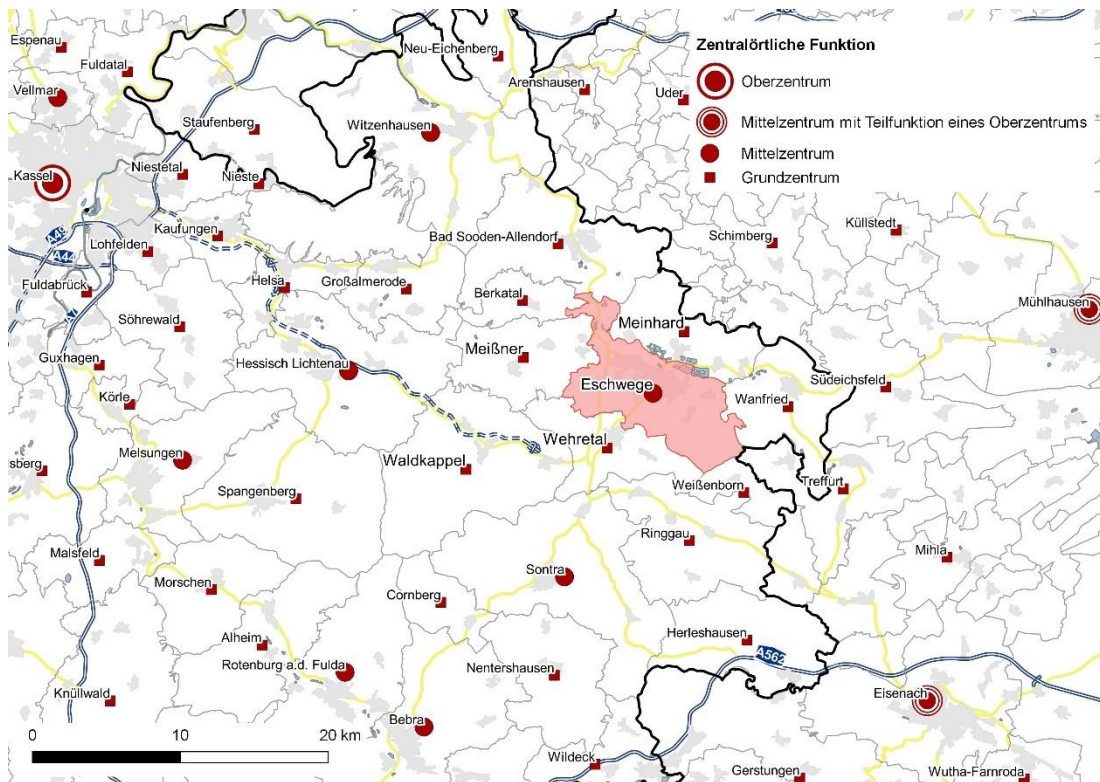 Zentralörtliche Funktion
Oberzentrum
Mittelzentrum mit Teilfunktion eines Oberzentrums
Mittelzentrum
Grundzentrum
Espenau
Neu-Eichenberg
Fuldatal
Vellmar
Arenshausen
Uder
Staufenberg
Witzenhausen
Kassel
Niestetal
Nieste
Kaufungen
Lohfelden
A49
A44
Bad Sooden-Allendorf
Schimberg
Küllstedt
Fuldabrück
Helsa
Großalmerode
Berkatal
Mühlhausen
A7
Söhrewald
Meinhard
Guxhagen
Hessisch Lichtenau
Meißner
Eschwege
Südeichsfeld
Körle
Wanfried
Wehretal
Melsungen
Waldkappel
sberg
Spangenberg
Weißenborn
Treffurt
Ringgau
Mihla
Malsfeld
Morschen
Sontra
Cornberg
Alheim
Herleshausen
A562
Rotenburg a.d. Fulda
Nentershausen
Knüllwald
Eisenach
Bebra
0 10 20 km
Wildeck
Gerstungen
Wutha-Farnroda